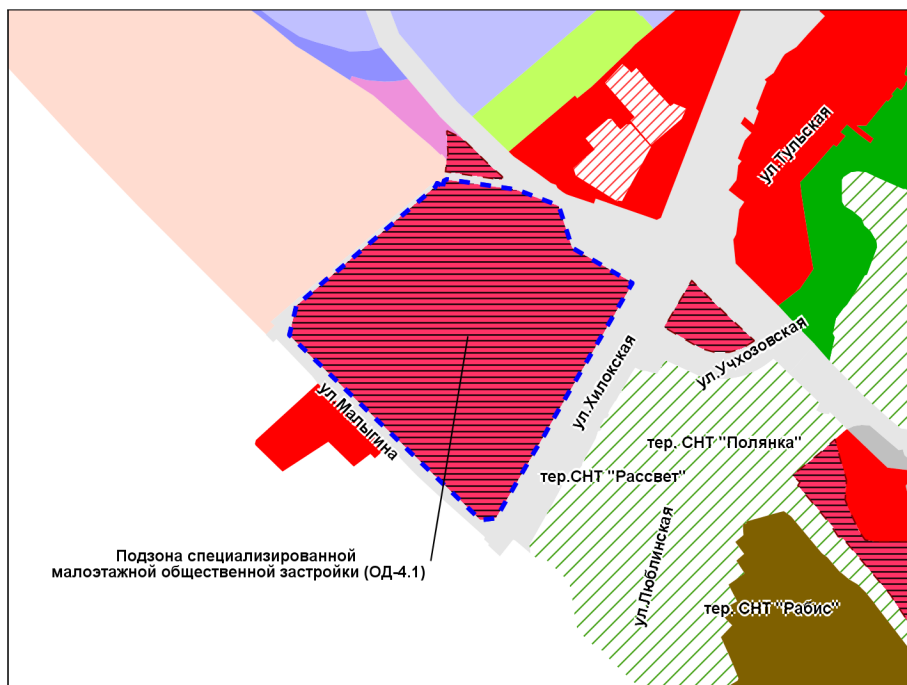 ул.Тульская
ул.Учхозовская
ул.Хилокская
ул.Малыгина
тер. СНТ "Полянка"
тер.СНТ "Рассвет"
Подзона специализированной
малоэтажной общественной застройки (ОД-4.1)
ул.Люблинская
тер. СНТ "Рабис"